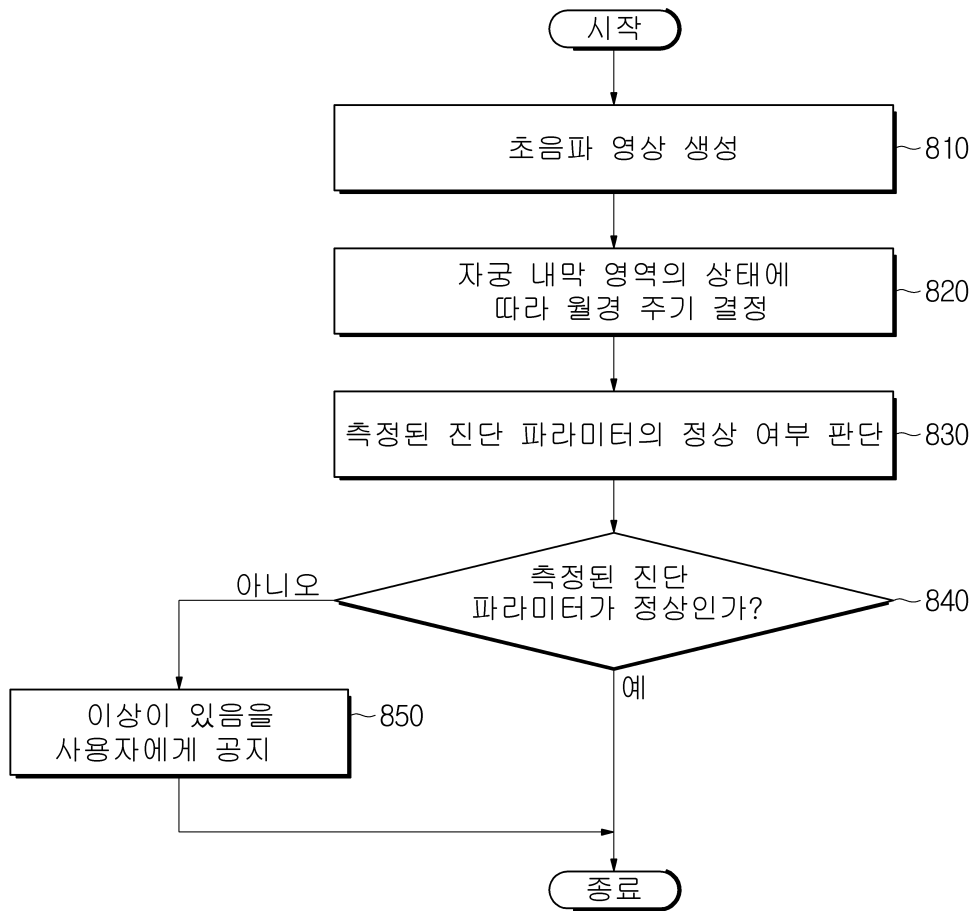 시작
초음파 영상 생성
810
자궁 내막 영역의 상태에
따라 월경 주기 결정
820
측정된 진단 파라미터의 정상 여부 판단
830
측정된 진단
파라미터가 정상인가?
840
아니오
예
이상이 있음을
사용자에게 공지
850
종료